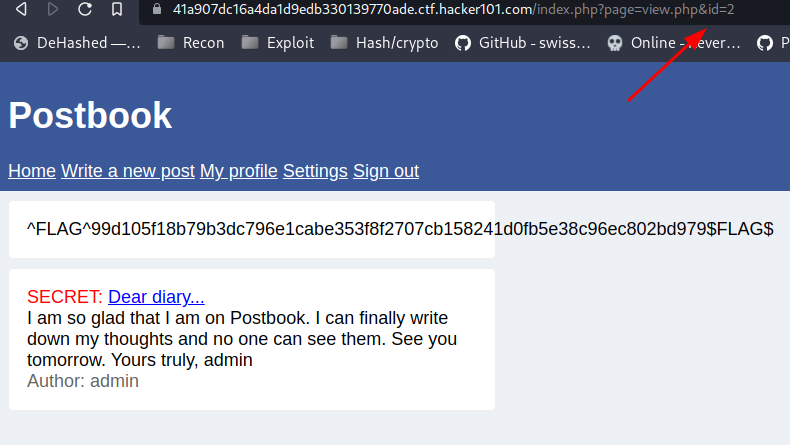 41a907dc16a4da1d9edb330139770ade.ctf.hacker101.com/index.php?page=view.php&id=2
DeHashed —… Recon Exploit Hash/crypto GitHub - swiss… Online - never… P
Postbook
Home Write a new post My profile Settings Sign out
^FLAG^99d105f18b79b3dc796e1cabe353f8f2707cb158241d0fb5e38c96ec802bd979$FLAG$
SECRET: Dear diary...
I am so glad that I am on Postbook. I can finally write
down my thoughts and no one can see them. See you
tomorrow. Yours truly, admin
Author: admin